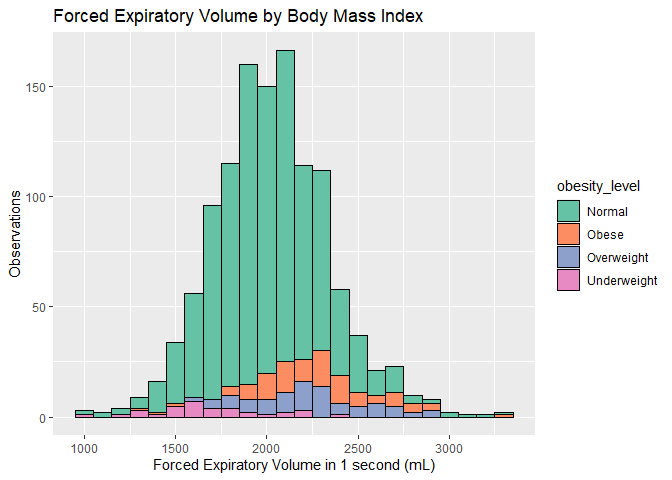 Forced Expiratory Volume by Body Mass Index
150
100
50
0
Observations
1000
1500
2000
2500
3000
Forced Expiratory Volume in 1 second (mL)
obesity_level
Normal
Obese
Overweight
Underweight